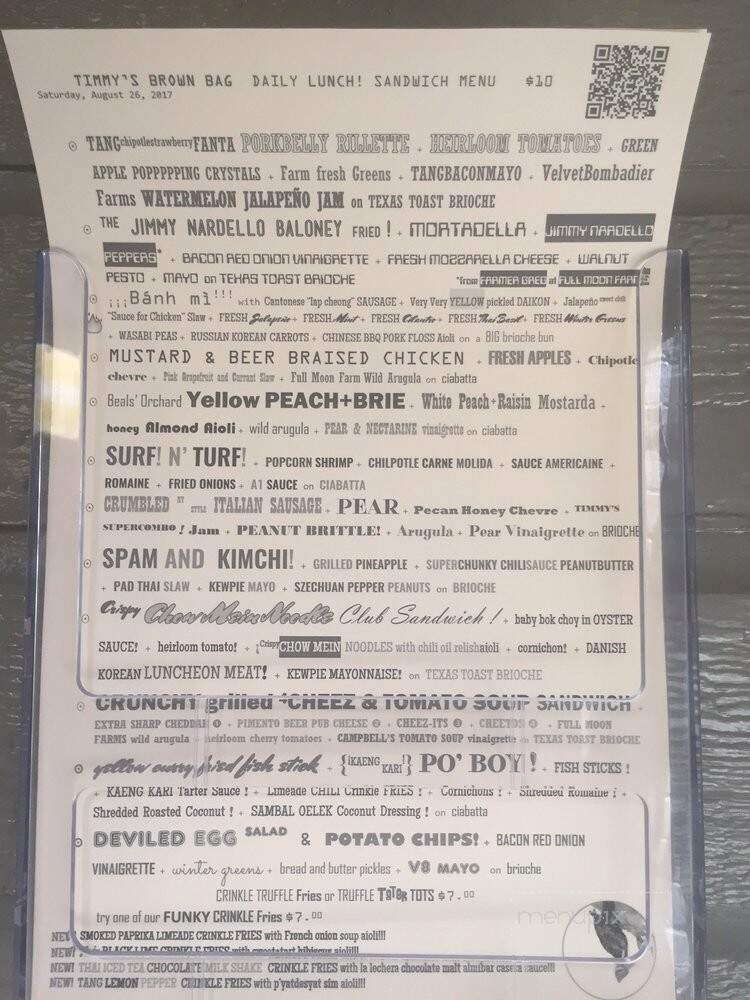 TIMMY'S BROWN BAG DAILY LUNCH! SANDWICH MENU $10
Saturday, August 26, 2017
TANGchipotlestrawberryFANTA PORKBELLY RILLETTE + HEIRLOOM TOMATOES + GREEN
APPLE POPPPPPING CRYSTALS + Farm fresh Greens + TANGBACONMAYO + VelvetBombadier
Farms WATERMELON JALAPEÑO JAM on TEXAS TOAST BRIOCHE
THE JIMMY NARDELLO BALONEY FRIED ! + MORTADELLA + JIMMY NARDELLO
PEPPERS* + BACON RED ONION VINAIGRETTE + FRESH MOZZARELLA CHEESE + WALNUT
PESTO + MAYO on TEXAS TOAST BRIOCHE *from FARMER GREG at FULL MOON FARM
¡¡¡Bánh mì!!! with Cantonese "lap cheong" SAUSAGE + Very Very YELLOW pickled DAIKON + Jalapeño sweet chili
"Sauce for Chicken" Slaw + FRESH Jalapeño + FRESH Mint + FRESH Cilantro + FRESH Thai Basil + FRESH Winter Greens
+ WASABI PEAS + RUSSIAN KOREAN CARROTS + CHINESE BBQ PORK FLOSS Aioli on a BIG brioche bun
MUSTARD & BEER BRAISED CHICKEN + FRESH APPLES + Chipotle
chevre + Pink Grapefruit and Currant Slaw + Full Moon Farm Wild Arugula on ciabatta
Beals' Orchard Yellow PEACH+BRIE + White Peach+Raisin Mostarda +
honey Almond Aioli + wild arugula + PEAR & NECTARINE vinaigrette on ciabatta
SURF! N' TURF! + POPCORN SHRIMP + CHILPOTLE CARNE MOLIDA + SAUCE AMERICAINE +
ROMAINE + FRIED ONIONS + A1 SAUCE on CIABATTA
CRUMBLED NY STYLE ITALIAN SAUSAGE + PEAR + Pecan Honey Chevre + TIMMY'S
SUPERCOMBO ! Jam + PEANUT BRITTLE! + Arugula + Pear Vinaigrette on BRIOCHE
SPAM AND KIMCHI! + GRILLED PINEAPPLE + SUPERCHUNKY CHILISAUCE PEANUTBUTTER
+ PAD THAI SLAW + KEWPIE MAYO + SZECHUAN PEPPER PEANUTS on BRIOCHE
Crispy Chow Mein Noodle Club Sandwich ! + baby bok choy in OYSTER
SAUCE! + heirloom tomato! + ¡CrispyCHOW MEIN NOODLES with chili oil relishaioli + cornichon! + DANISH
KOREAN LUNCHEON MEAT! + KEWPIE MAYONNAISE! on TEXAS TOAST BRIOCHE
CRUNCHY grilled 4CHEEZ & TOMATO SOUP SANDWICH +
EXTRA SHARP CHEDDAR ❶ + PIMENTO BEER PUB CHEESE ❷ + CHEEZ-ITS ❸ + CHEETOS ❹ + FULL MOON
FARMS wild arugula + heirloom cherry tomatoes + CAMPBELL'S TOMATO SOUP vinaigrette on TEXAS TOAST BRIOCHE
yellow curry fried fish stick + {¡KAENG KARI!} PO' BOY! + FISH STICKS !
+ KAENG KARI Tarter Sauce ! + Limeade CHILI Crinkle FRIES ! + Cornichons ! + Shredded Romaine ! +
Shredded Roasted Coconut ! + SAMBAL OELEK Coconut Dressing ! on ciabatta
DEVILED EGG SALAD & POTATO CHIPS! + BACON RED ONION
VINAIGRETTE + winter greens + bread and butter pickles + V8 MAYO on brioche
CRINKLE TRUFFLE Fries or TRUFFLE TATER TOTS $7.00
try one of our FUNKY CRINKLE Fries $7.00
NEW! SMOKED PAPRIKA LIMEADE CRINKLE FRIES with French onion soup aioli!!!
NEW! BLACK LIME CRINKLE FRIES with sweetatart hibiscus aioli!!!
NEW! THAI ICED TEA CHOCOLATE MILK SHAKE CRINKLE FRIES with la lechera chocolate malt almibar casera sauce!!!
NEW! TANG LEMON PEPPER CRINKLE FRIES with p'yatdesyat sim aioli!!!
menupix